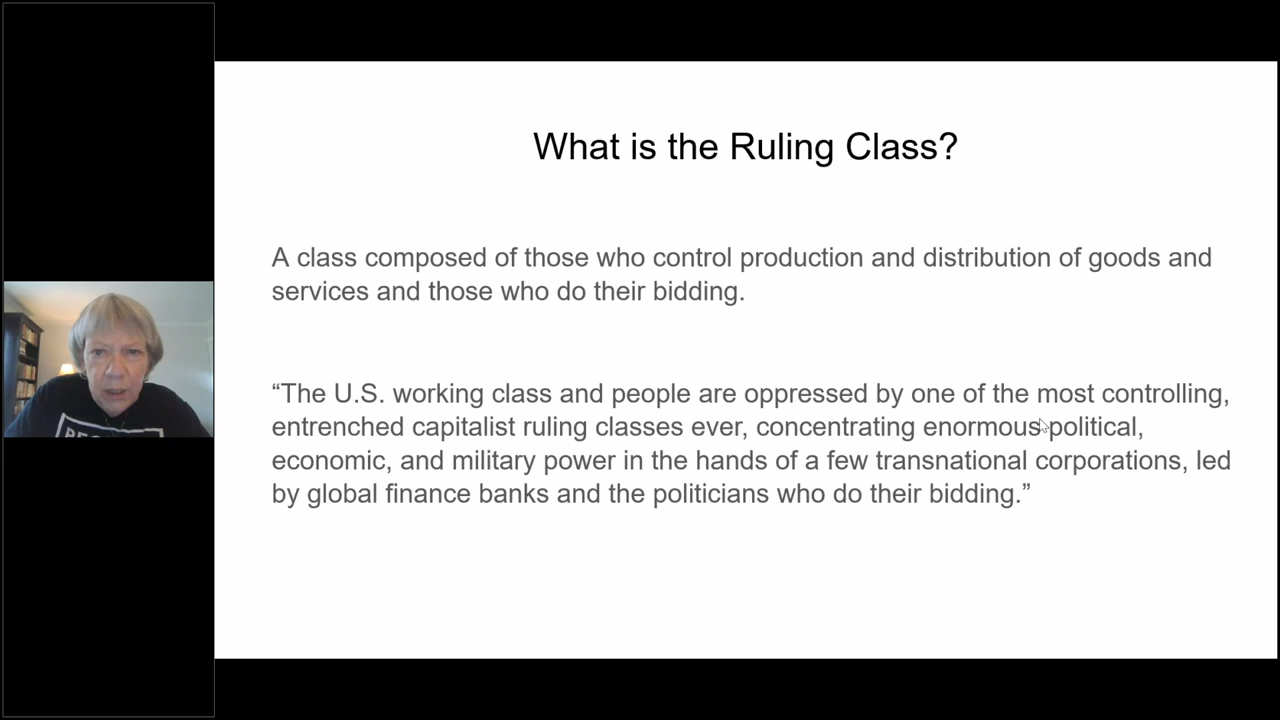 What is the Ruling Class?
A class composed of those who control production and distribution of goods and
services and those who do their bidding.
“The U.S. working class and people are oppressed by one of the most controlling,
entrenched capitalist ruling classes ever, concentrating enormous political,
economic, and military power in the hands of a few transnational corporations, led
by global finance banks and the politicians who do their bidding.”